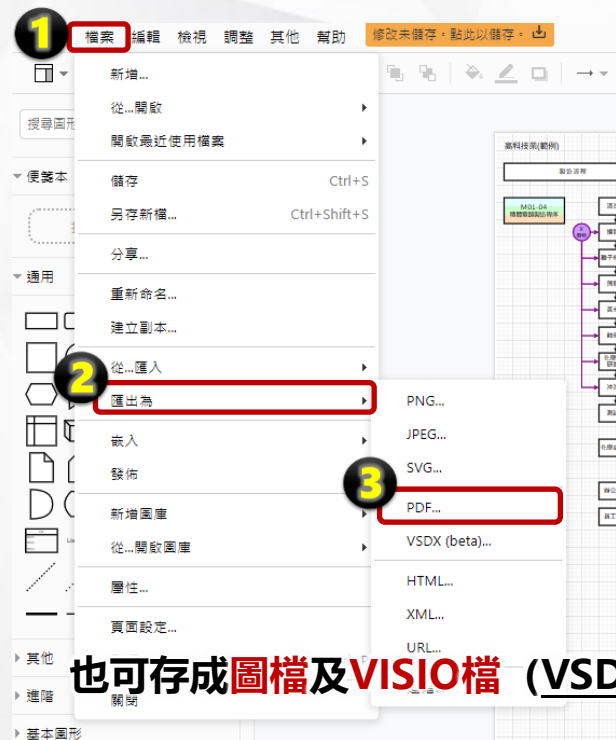 1
檔案 編輯 檢視 調整 其他 幫助 修改未儲存。點此以儲存。
新增...
從...開啟
開啟最近使用檔案
儲存 Ctrl+S
另存新檔... Ctrl+Shift+S
分享...
重新命名...
建立副本...
從...匯入
2
匯出為
嵌入
發佈
新增圖庫
從...開啟圖庫
屬性...
頁面設定...
關閉
PNG...
JPEG...
SVG...
3
PDF...
VSDX (beta)...
HTML...
XML...
URL...
搜尋圖形
便箋本
通用
其他
進階
基本圖形
高科技業(範例)
製造流程
M01-04
也可存成圖檔及VISIO檔（VSD